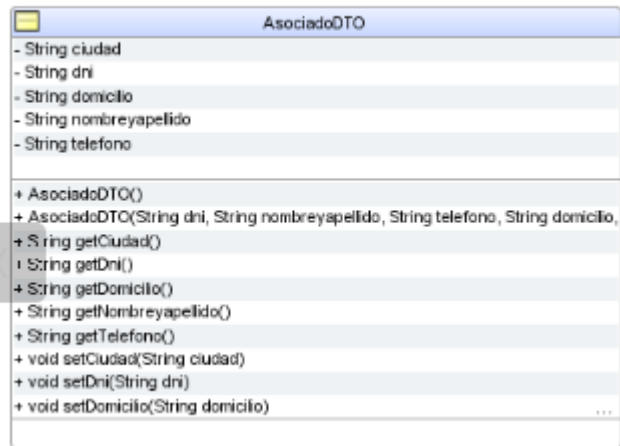 AsociadoDTO
- String ciudad
- String dni
- String domicilio
- String nombreyapellido
- String telefono
+ AsociadoDTO()
+ AsociadoDTO(String dni, String nombreyapellido, String telefono, String domicilio,
+ String getCiudad()
+ String getDni()
+ String getDomicilio()
+ String getNombreyapellido()
+ String getTelefono()
+ void setCiudad(String ciudad)
+ void setDni(String dni)
+ void setDomicilio(String domicilio)
...